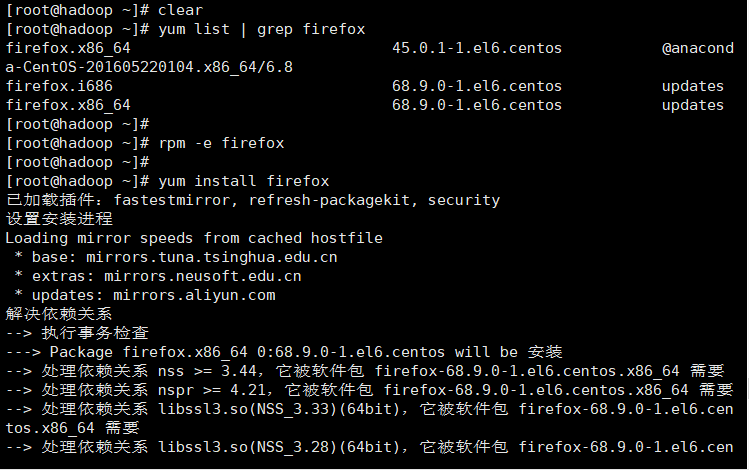 [root@hadoop ~]# clear
[root@hadoop ~]# yum list | grep firefox
firefox.x86_64 45.0.1-1.el6.centos @anacond
a-CentOS-201605220104.x86_64/6.8
firefox.i686 68.9.0-1.el6.centos updates
firefox.x86_64 68.9.0-1.el6.centos updates
[root@hadoop ~]#
[root@hadoop ~]# rpm -e firefox
[root@hadoop ~]#
[root@hadoop ~]# yum install firefox
已加载插件：fastestmirror, refresh-packagekit, security
设置安装进程
Loading mirror speeds from cached hostfile
 * base: mirrors.tuna.tsinghua.edu.cn
 * extras: mirrors.neusoft.edu.cn
 * updates: mirrors.aliyun.com
解决依赖关系
--> 执行事务检查
---> Package firefox.x86_64 0:68.9.0-1.el6.centos will be 安装
--> 处理依赖关系 nss >= 3.44，它被软件包 firefox-68.9.0-1.el6.centos.x86_64 需要
--> 处理依赖关系 nspr >= 4.21，它被软件包 firefox-68.9.0-1.el6.centos.x86_64 需要
--> 处理依赖关系 libssl3.so(NSS_3.33)(64bit)，它被软件包 firefox-68.9.0-1.el6.cen
tos.x86_64 需要
--> 处理依赖关系 libssl3.so(NSS_3.28)(64bit)，它被软件包 firefox-68.9.0-1.el6.cen